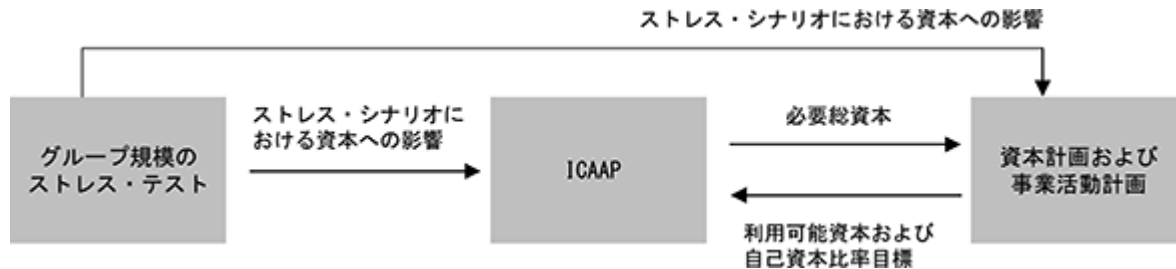 ストレス・シナリオにおける資本への影響
グループ規模の
ストレス・テスト
ストレス・シナリオに
おける資本への影響
ICAAP
必要総資本
利用可能資本および
自己資本比率目標
資本計画および
事業活動計画